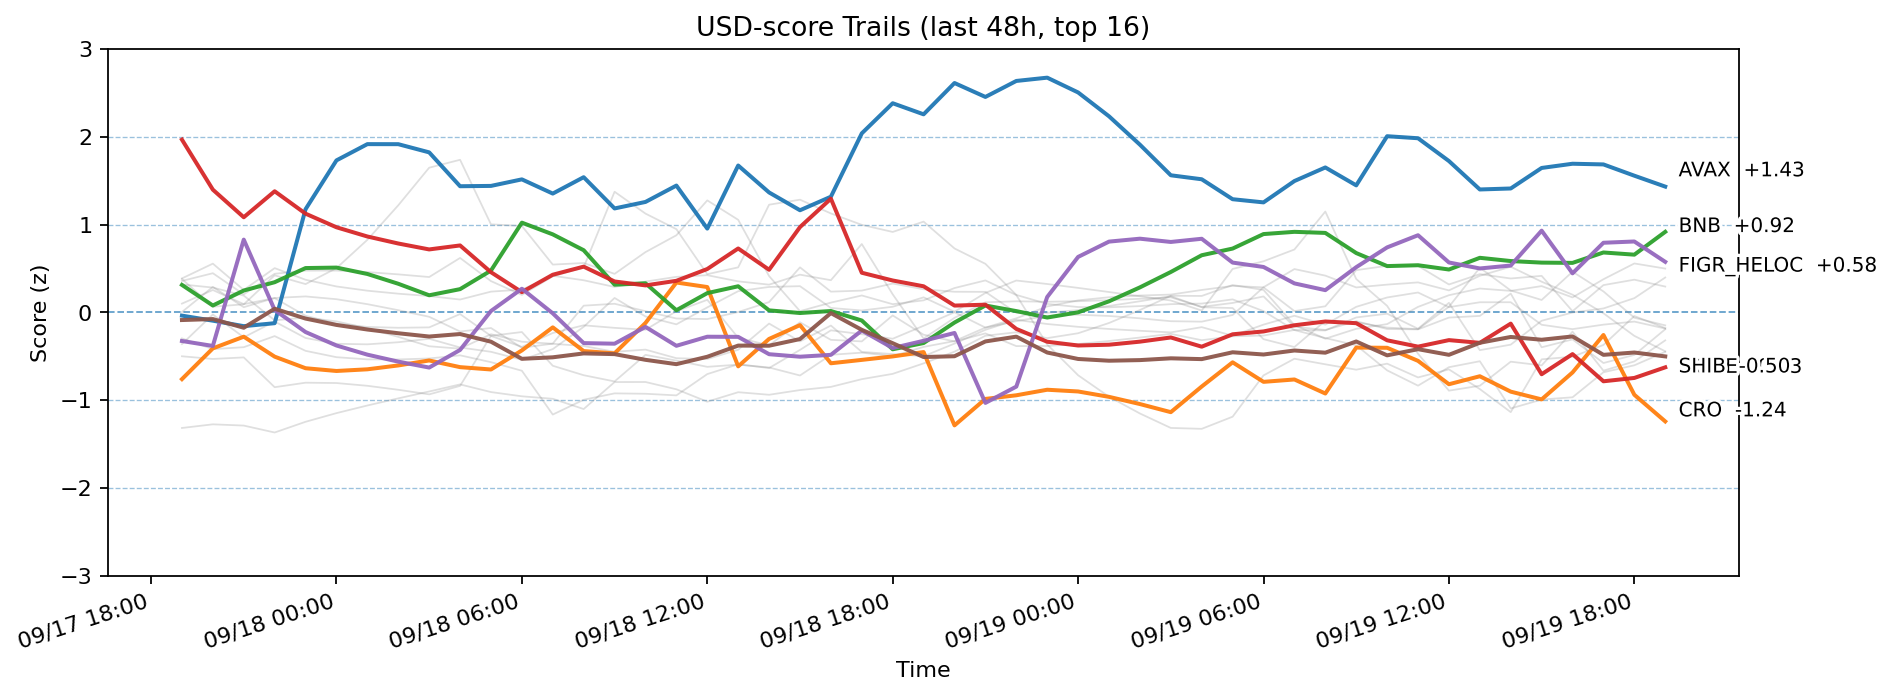 USD-score Trails (last 48h, top 16)
Score (z)
3
2
1
0
−1
−2
−3
AVAX +1.43
BNB +0.92
FIGR_HELOC +0.58
CRO -1.24
09/17 18:00
09/18 00:00
09/18 06:00
09/18 12:00
09/18 18:00
09/19 00:00
09/19 06:00
09/19 12:00
09/19 18:00
Time